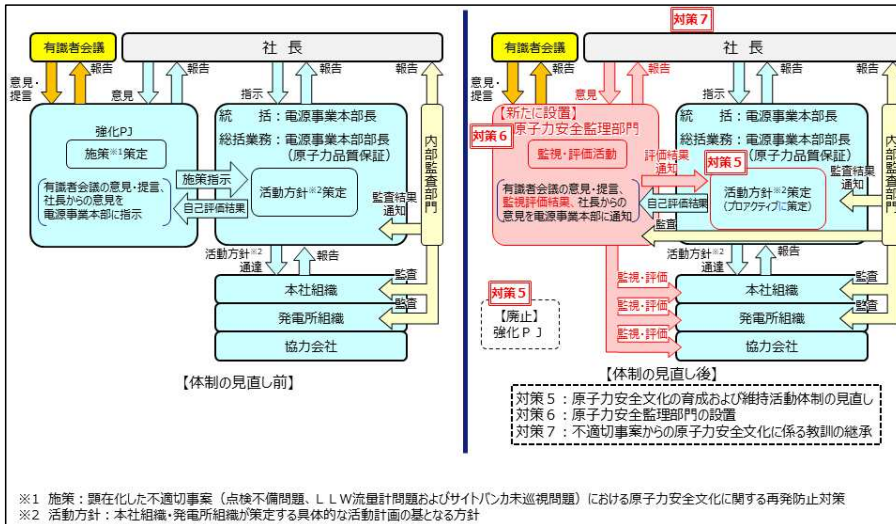 有識者会議
社 長
意見・
提言
報告
意見
報告
指示
報告
報告
強化PJ
施策※1策定
有識者会議の意見・提言、
社長からの意見を
電源事業本部に指示
施策指示
自己評価結果
統 括：電源事業本部長
総括業務：電源事業本部部長
（原子力品質保証）
活動方針※2策定
監査結果
通知
内部監査部門
活動方針※2
通達
報告
監査
本社組織
監査
発電所組織
協力会社
【体制の見直し前】
対策7
有識者会議
社 長
意見・
提言
報告
意見
報告
指示
報告
報告
【新たに設置】
原子力安全監理部門
対策6
監視・評価活動
有識者会議の意見・提言、
監視評価結果、社長からの
意見を電源事業本部に通知
評価結果
通知
自己評価結果
統 括：電源事業本部長
総括業務：電源事業本部部長
（原子力品質保証）
対策5
活動方針※2策定
(プロアクティブに策定)
監査結果
通知
内部監査部門
監査
活動方針※2
通達
報告
監視・評価
監査
本社組織
監視・評価
監査
発電所組織
監視・評価
協力会社
対策5
【廃止】
強化PJ
【体制の見直し後】
対策5：原子力安全文化の育成および維持活動体制の見直し
対策6：原子力安全監理部門の設置
対策7：不適切事案からの原子力安全文化に係る教訓の継承
※1 施策：顕在化した不適切事案（点検不備問題、LLW流量計問題およびサイトバンカ未巡視問題）における原子力安全文化に関する再発防止対策
※2 活動方針：本社組織・発電所組織が策定する具体的な活動計画の基となる方針